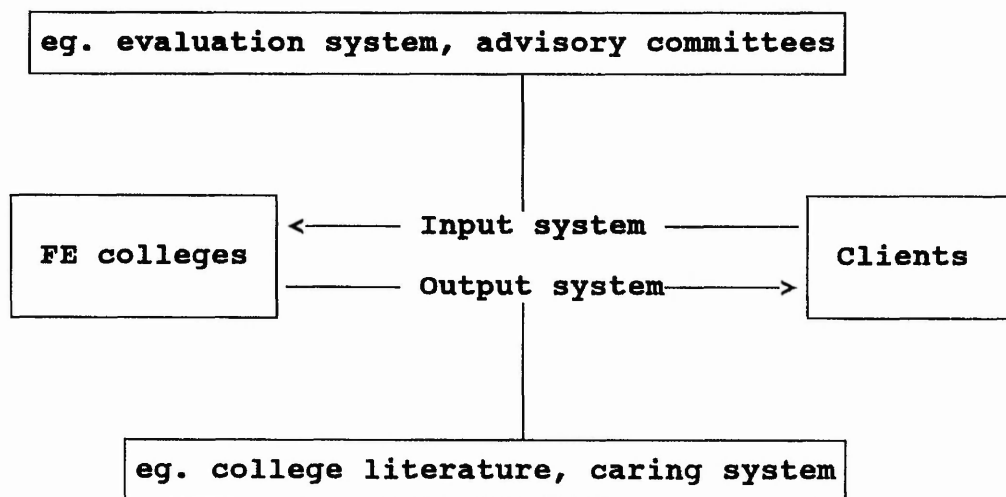 eg. evaluation system, advisory committees
Input system
FE colleges
Clients
Output system
eg. college literature, caring system